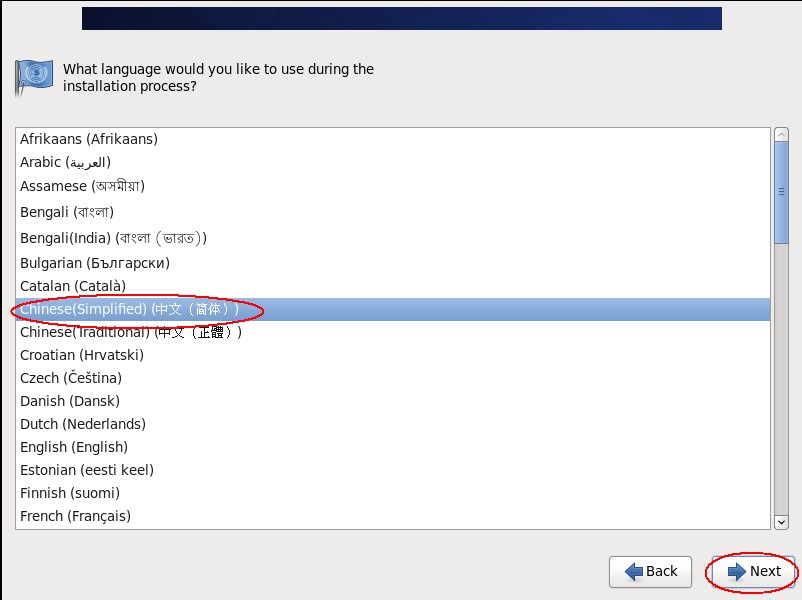 What language would you like to use during the
installation process?
Afrikaans (Afrikaans)
Arabic (العربية)
Assamese (অসমীয়া)
Bengali (বাংলা)
Bengali(India) (বাংলা (ভারত))
Bulgarian (Български)
Catalan (Català)
Chinese(Simplified) (中文（简体）)
Chinese(Traditional) (中文（正體）)
Croatian (Hrvatski)
Czech (Čeština)
Danish (Dansk)
Dutch (Nederlands)
English (English)
Estonian (eesti keel)
Finnish (suomi)
French (Français)
Back
Next